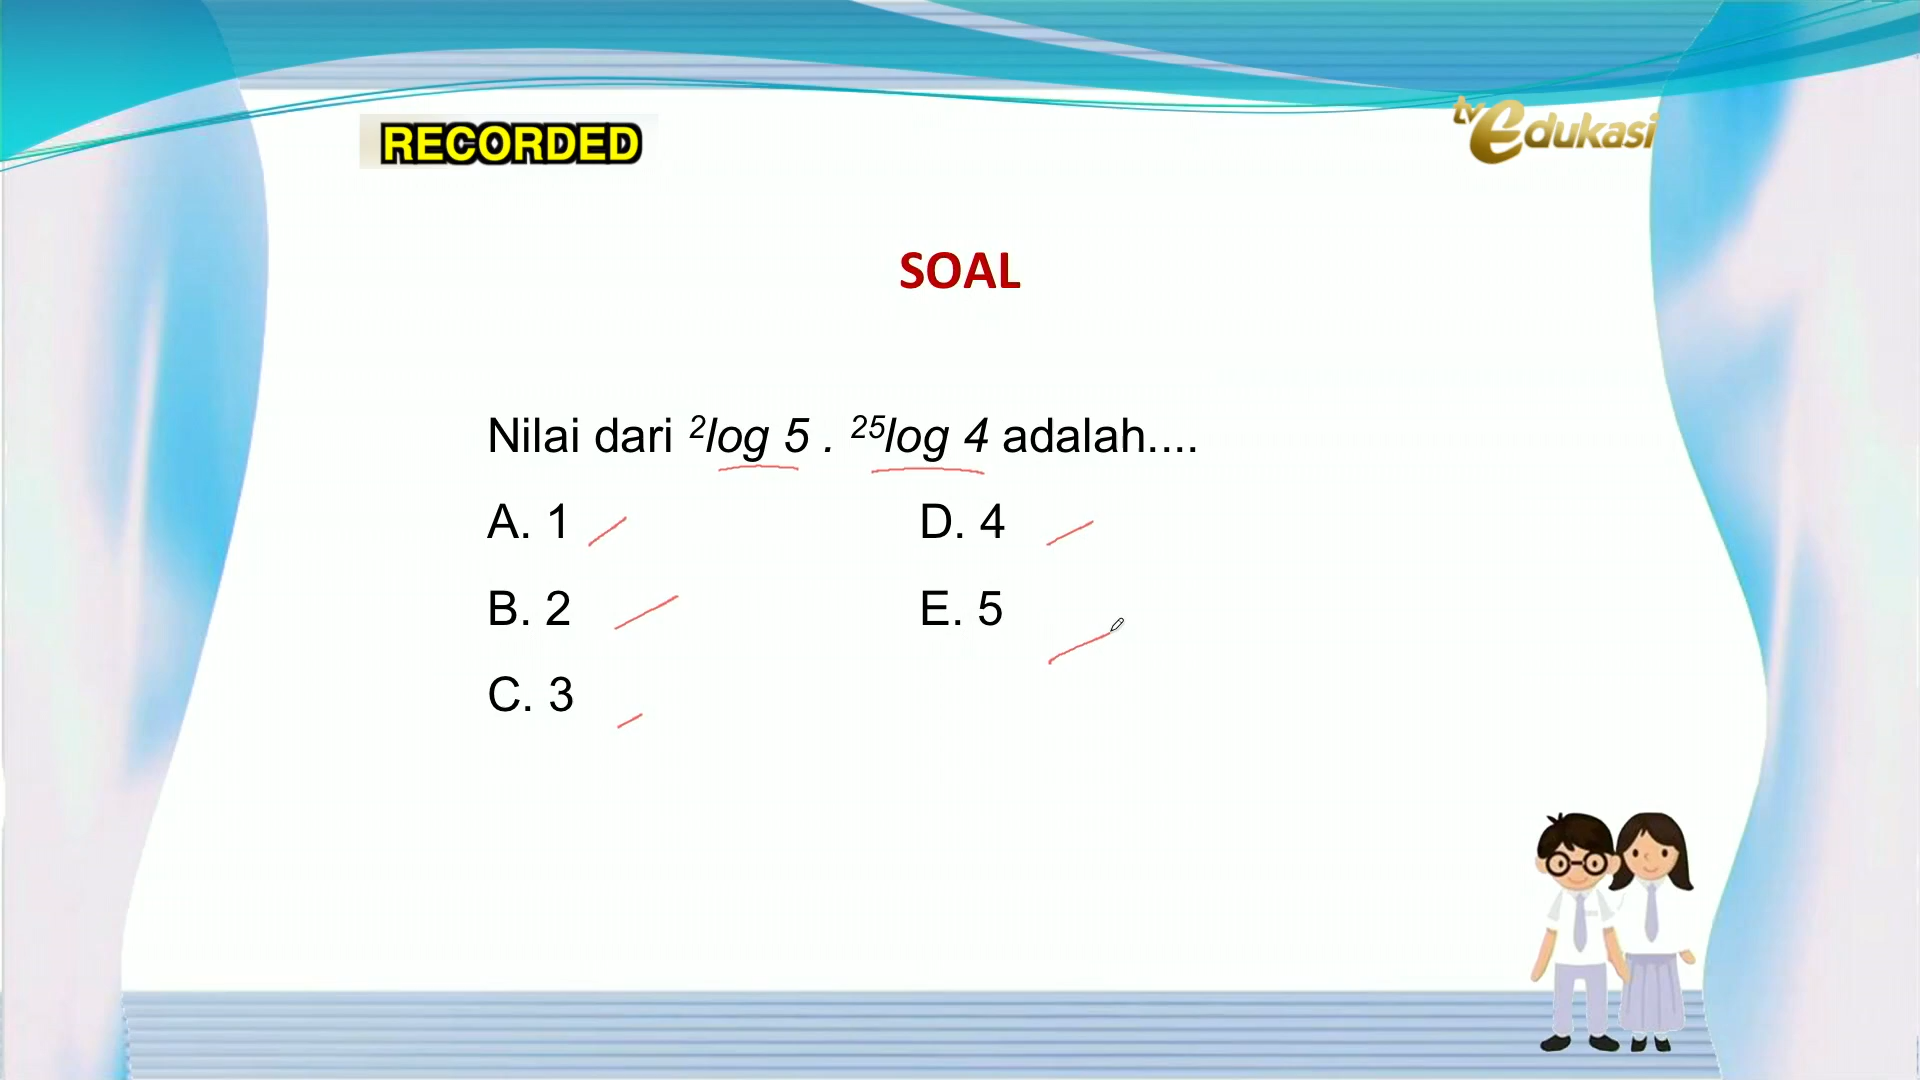 RECORDED
tv Edukasi
SOAL
Nilai dari ²log 5 . ²⁵log 4 adalah....
A. 1 D. 4
B. 2 E. 5
C. 3